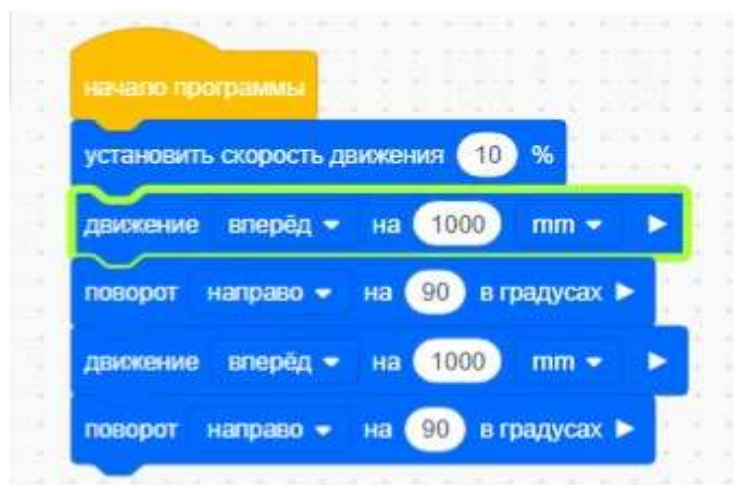 начало программы
установить скорость движения 10 %
движение вперёд на 1000 mm
поворот направо на 90 в градусах
движение вперёд на 1000 mm
поворот направо на 90 в градусах